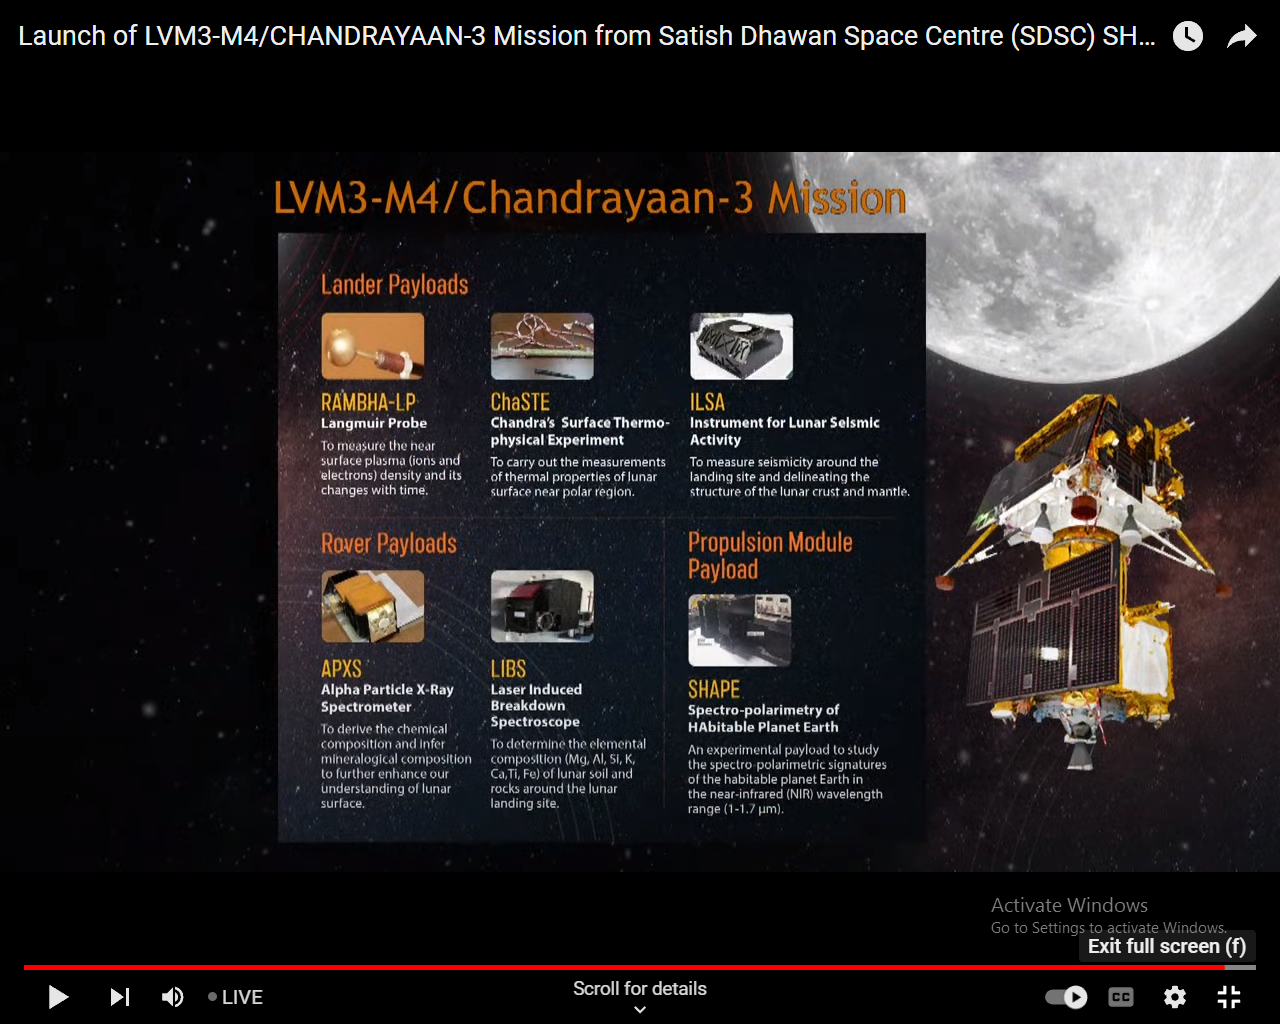 Launch of LVM3-M4/CHANDRAYAAN-3 Mission from Satish Dhawan Space Centre (SDSC) SH...
LVM3-M4/Chandrayaan-3 Mission
Lander Payloads
RAMBHA-LP
Langmuir Probe
To measure the near
surface plasma (ions and
electrons) density and its
changes with time.
ChaSTE
Chandra's Surface Thermo-
physical Experiment
To carry out the measurements
of thermal properties of lunar
surface near polar region.
ILSA
Instrument for Lunar Seismic
Activity
To measure seismicity around the
landing site and delineating the
structure of the lunar crust and mantle.
Rover Payloads
APXS
Alpha Particle X-Ray
Spectrometer
To derive the chemical
composition and infer
mineralogical composition
to further enhance our
understanding of lunar
surface.
LIBS
Laser Induced
Breakdown
Spectroscope
To determine the elemental
composition (Mg, Al, Si, K,
Ca,Ti, Fe) of lunar soil and
rocks around the lunar
landing site.
Propulsion Module
Payload
SHAPE
Spectro-polarimetry of
HAbitable Planet Earth
An experimental payload to study
the spectro-polarimetric signatures
of the habitable planet Earth in
the near-infrared (NIR) wavelength
range (1-1.7 μm).
Activate Windows
Go to Settings to activate Windows.
Exit full screen (f)
LIVE
Scroll for details
CC